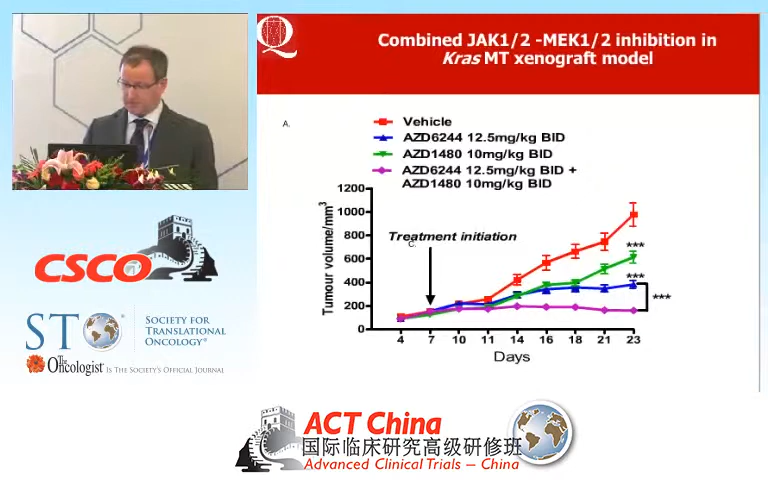 Q
Combined JAK1/2 -MEK1/2 inhibition in
Kras MT xenograft model
A.
Vehicle
AZD6244 12.5mg/kg BID
AZD1480 10mg/kg BID
AZD6244 12.5mg/kg BID +
AZD1480 10mg/kg BID
Tumour volume/mm³
1200
1000
800
600
400
200
0
Treatment initiation
C.
***
***
***
4 7 10 11 14 16 18 21 23
Days
CSCO
STO
SOCIETY FOR
TRANSLATIONAL
ONCOLOGY®
The Oncologist IS THE SOCIETY'S OFFICIAL JOURNAL
ACT China
国际临床研究高级研修班
Advanced Clinical Trials – China